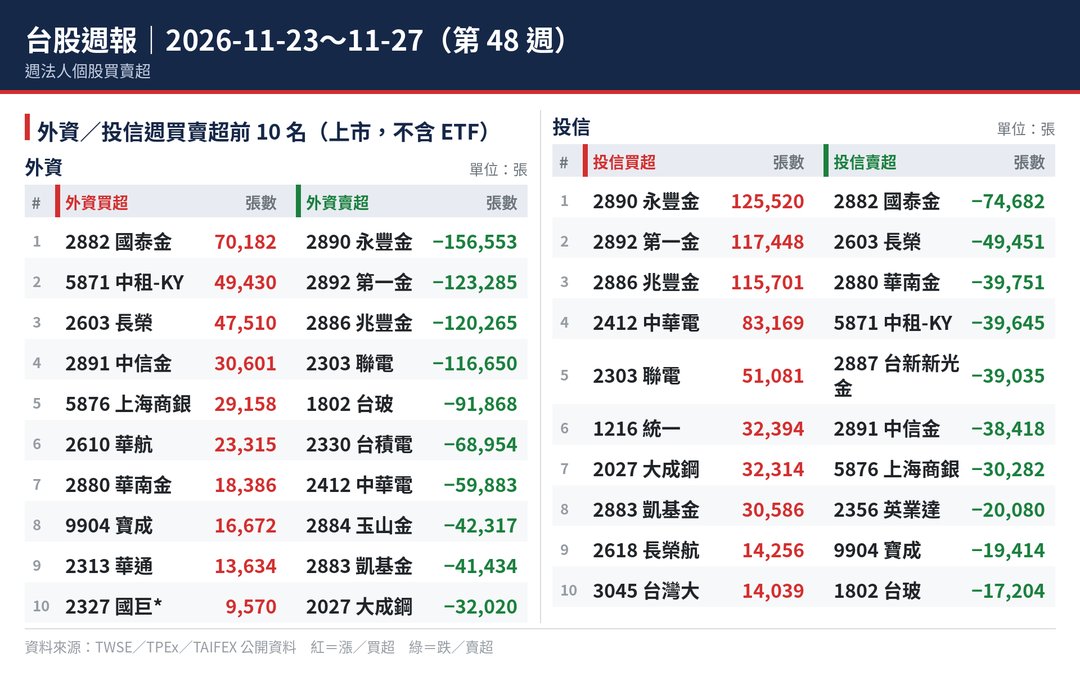 台股週報｜2026-11-23～11-27（第 48 週）
週法人個股買賣超
外資／投信週買賣超前 10 名（上市，不含 ETF）
外資 單位：張
# 外資買超 張數 外資賣超 張數
1 2882 國泰金 70,182 2890 永豐金 −156,553
2 5871 中租-KY 49,430 2892 第一金 −123,285
3 2603 長榮 47,510 2886 兆豐金 −120,265
4 2891 中信金 30,601 2303 聯電 −116,650
5 5876 上海商銀 29,158 1802 台玻 −91,868
6 2610 華航 23,315 2330 台積電 −68,954
7 2880 華南金 18,386 2412 中華電 −59,883
8 9904 寶成 16,672 2884 玉山金 −42,317
9 2313 華通 13,634 2883 凱基金 −41,434
10 2327 國巨* 9,570 2027 大成鋼 −32,020
投信 單位：張
# 投信買超 張數 投信賣超 張數
1 2890 永豐金 125,520 2882 國泰金 −74,682
2 2892 第一金 117,448 2603 長榮 −49,451
3 2886 兆豐金 115,701 2880 華南金 −39,751
4 2412 中華電 83,169 5871 中租-KY −39,645
5 2303 聯電 51,081 2887 台新新光
金 −39,035
6 1216 統一 32,394 2891 中信金 −38,418
7 2027 大成鋼 32,314 5876 上海商銀 −30,282
8 2883 凱基金 30,586 2356 英業達 −20,080
9 2618 長榮航 14,256 9904 寶成 −19,414
10 3045 台灣大 14,039 1802 台玻 −17,204
資料來源：TWSE／TPEx／TAIFEX 公開資料　紅＝漲／買超　綠＝跌／賣超